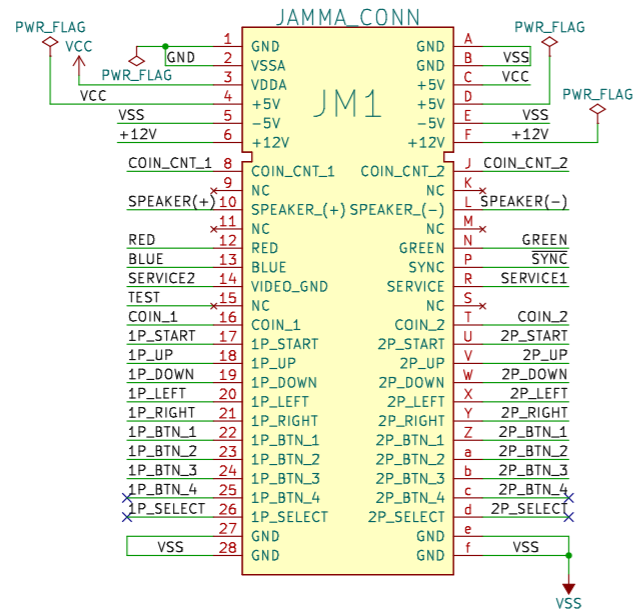 JAMMA_CONN
PWR_FLAG
VCC
GND
PWR_FLAG
VCC
VSS
+12V
PWR_FLAG
VSS
VCC
PWR_FLAG
VSS
+12V
JM1
1 GND GND A
2 VSSA GND B
3 VDDA +5V C
4 +5V +5V D
5 -5V -5V E
6 +12V +12V F
COIN_CNT_1 8 COIN_CNT_1 COIN_CNT_2 J COIN_CNT_2
9 NC NC K
SPEAKER(+) 10 SPEAKER_(+) SPEAKER_(-) L SPEAKER(-)
11 NC NC M
RED 12 RED GREEN N GREEN
BLUE 13 BLUE SYNC P SYNC
SERVICE2 14 VIDEO_GND SERVICE R SERVICE1
TEST 15 NC NC S
COIN_1 16 COIN_1 COIN_2 T COIN_2
1P_START 17 1P_START 2P_START U 2P_START
1P_UP 18 1P_UP 2P_UP V 2P_UP
1P_DOWN 19 1P_DOWN 2P_DOWN W 2P_DOWN
1P_LEFT 20 1P_LEFT 2P_LEFT X 2P_LEFT
1P_RIGHT 21 1P_RIGHT 2P_RIGHT Y 2P_RIGHT
1P_BTN_1 22 1P_BTN_1 2P_BTN_1 Z 2P_BTN_1
1P_BTN_2 23 1P_BTN_2 2P_BTN_2 a 2P_BTN_2
1P_BTN_3 24 1P_BTN_3 2P_BTN_3 b 2P_BTN_3
1P_BTN_4 25 1P_BTN_4 2P_BTN_4 c 2P_BTN_4
1P_SELECT 26 1P_SELECT 2P_SELECT d 2P_SELECT
27 GND GND e
VSS 28 GND GND f VSS
VSS